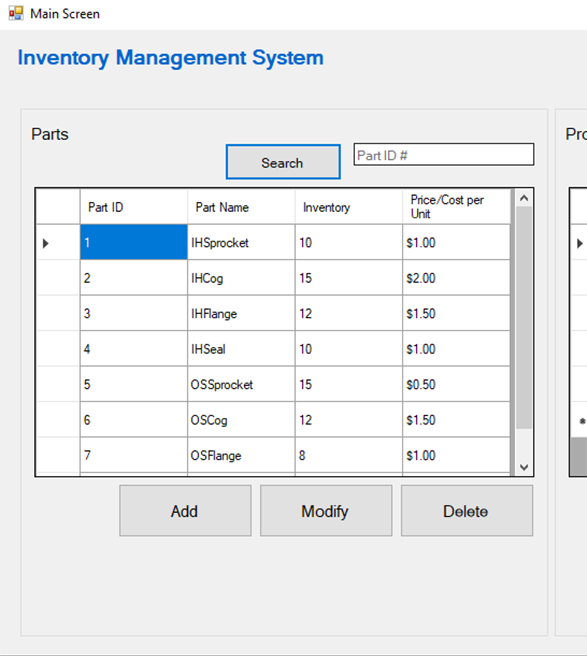 Main Screen
Inventory Management System
Parts
Search
Part ID #
Part ID Part Name Inventory Price/Cost per Unit
1 IHSprocket 10 $1.00
2 IHCog 15 $2.00
3 IHFlange 12 $1.50
4 IHSeal 10 $1.00
5 OSSprocket 15 $0.50
6 OSCog 12 $1.50
7 OSFlange 8 $1.00
Add Modify Delete
Pro